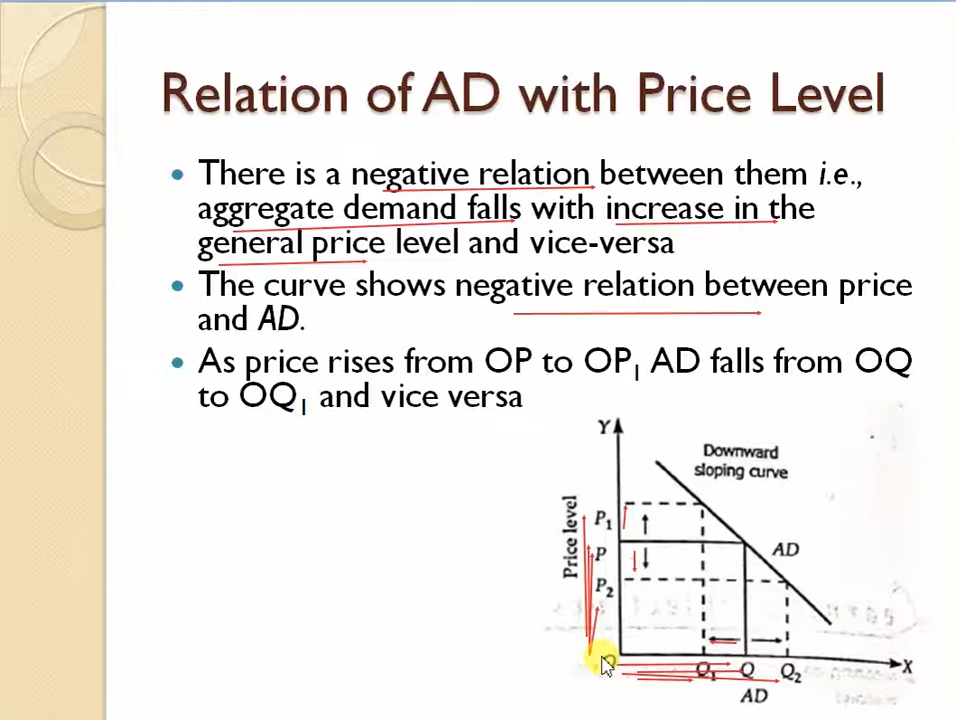 Relation of AD with Price Level
There is a negative relation between them i.e.,
aggregate demand falls with increase in the
general price level and vice-versa
The curve shows negative relation between price
and AD.
As price rises from OP to OP₁ AD falls from OQ
to OQ₁ and vice versa
Y
Downward
sloping curve
Price level
P₁
P
P₂
AD
Q₁ Q Q₂
X
AD